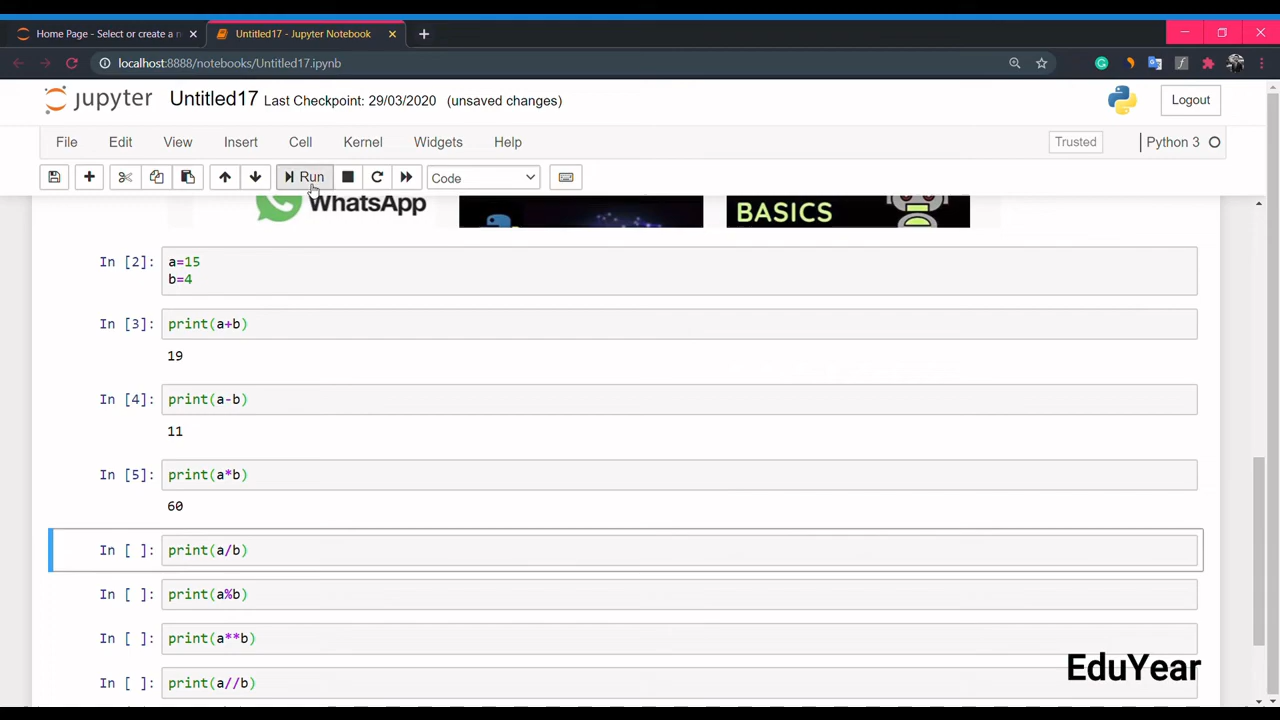 Home Page - Select or create a n
Untitled17 - Jupyter Notebook
localhost:8888/notebooks/Untitled17.ipynb
jupyter Untitled17 Last Checkpoint: 29/03/2020 (unsaved changes)
Logout
File Edit View Insert Cell Kernel Widgets Help
Trusted
Python 3
Run
Code
WhatsApp
BASICS
In [2]: a=15
b=4
In [3]: print(a+b)
19
In [4]: print(a-b)
11
In [5]: print(a*b)
60
In [ ]: print(a/b)
In [ ]: print(a%b)
In [ ]: print(a**b)
In [ ]: print(a//b)
EduYear